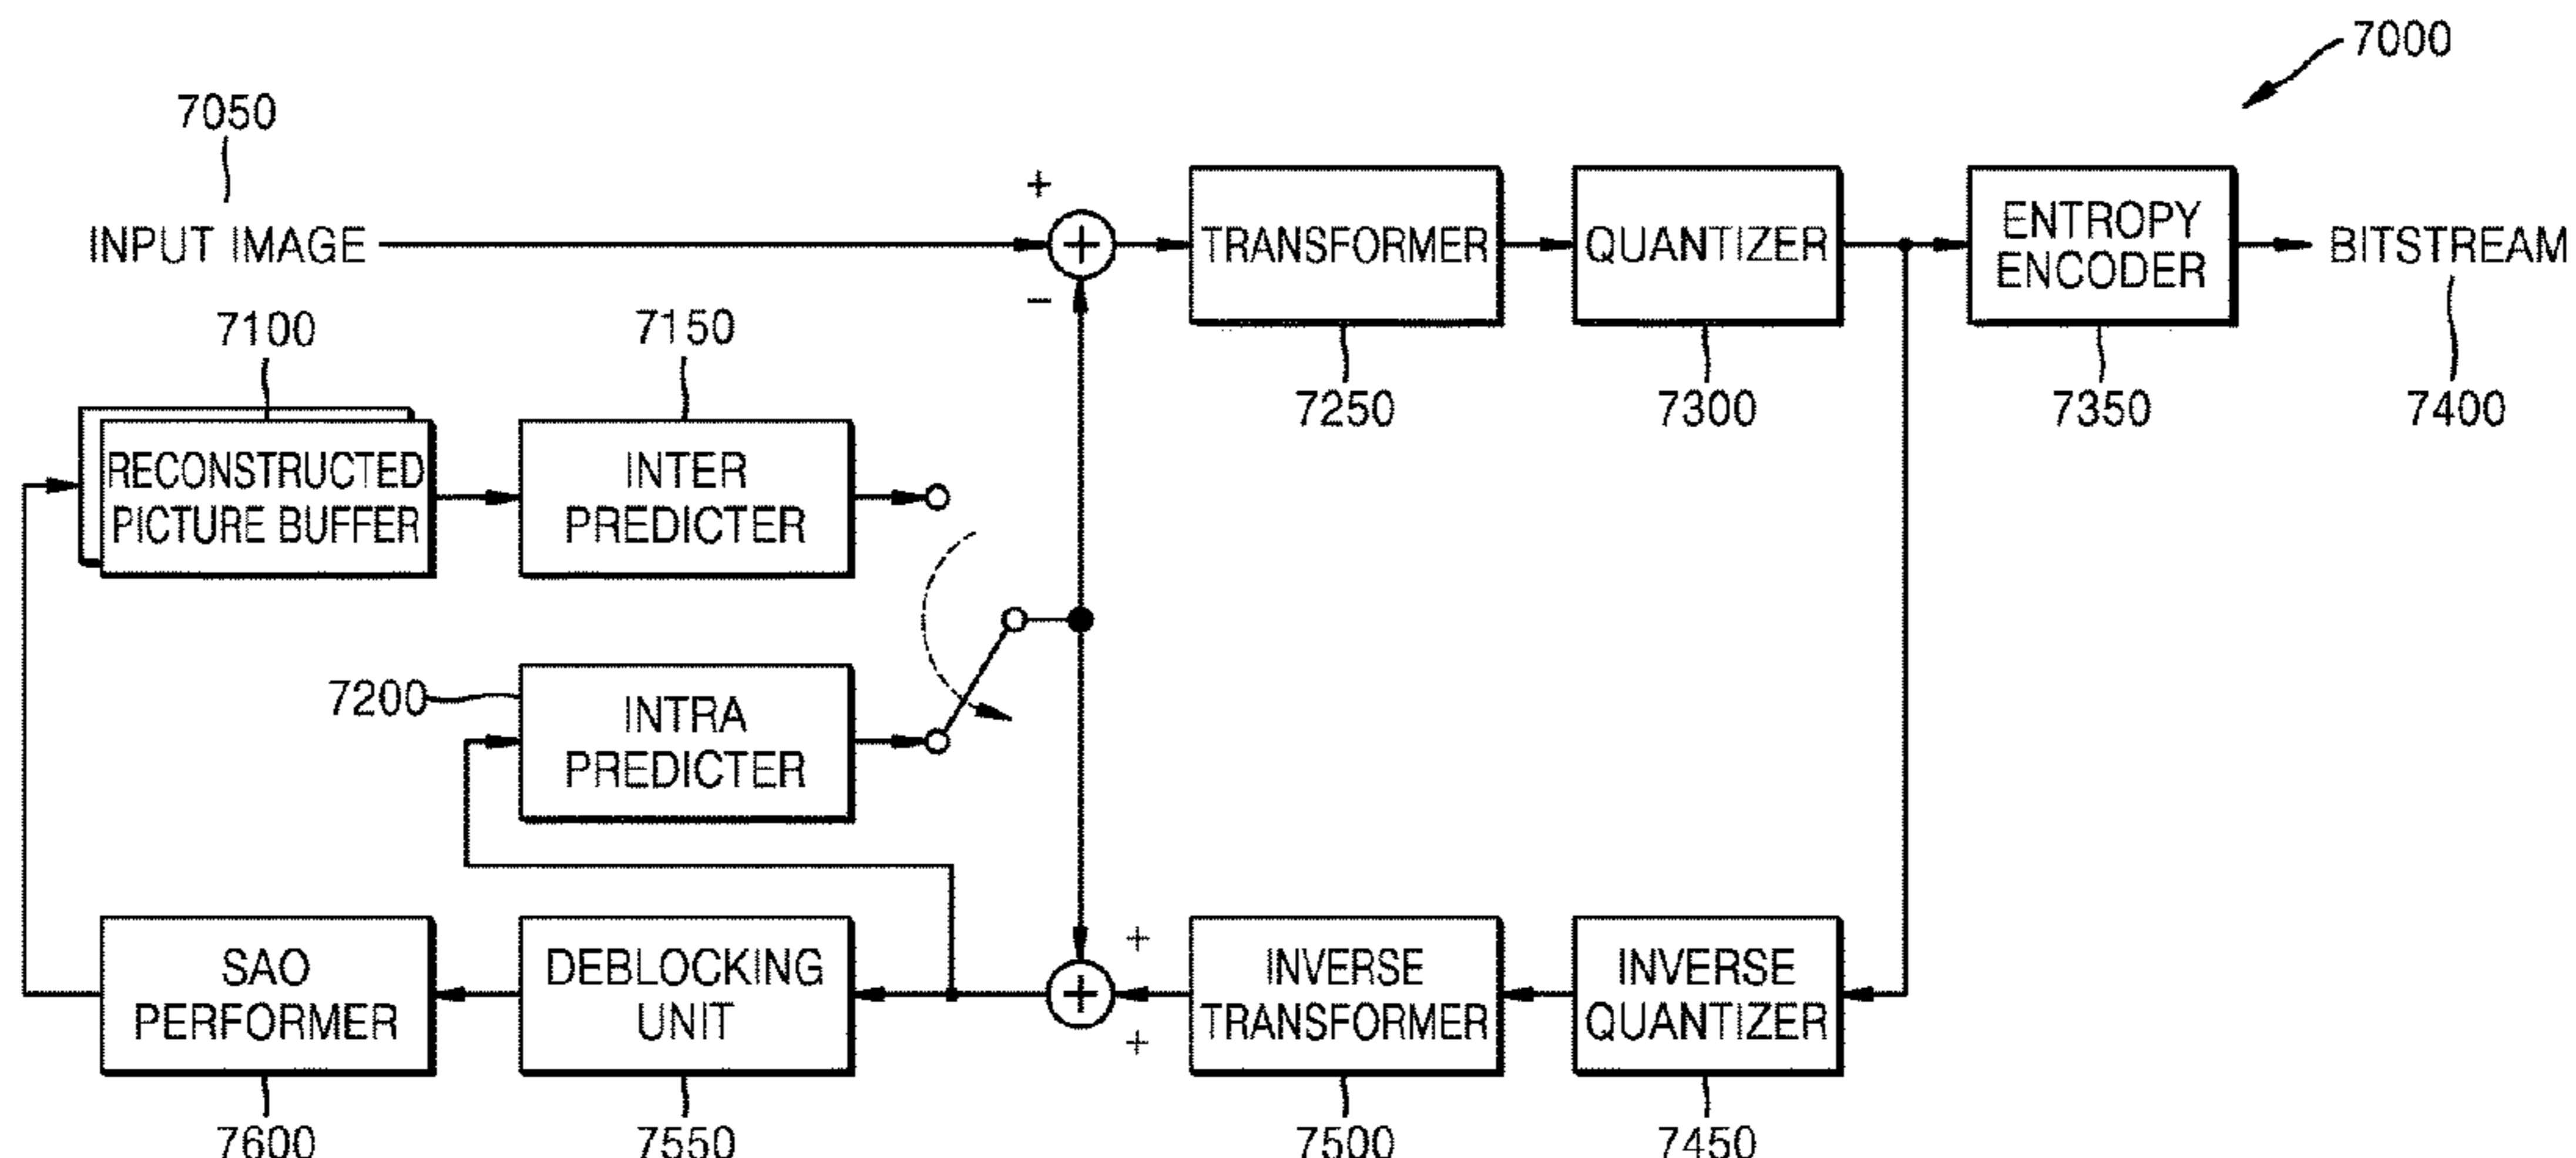 7000
7050
INPUT IMAGE
+
−
+
TRANSFORMER
QUANTIZER
ENTROPY
ENCODER
BITSTREAM
7250
7300
7350
7400
7100
7150
RECONSTRUCTED
PICTURE BUFFER
INTER
PREDICTER
7200
INTRA
PREDICTER
SAO
PERFORMER
DEBLOCKING
UNIT
+
+
+
INVERSE
TRANSFORMER
INVERSE
QUANTIZER
7600
7550
7500
7450